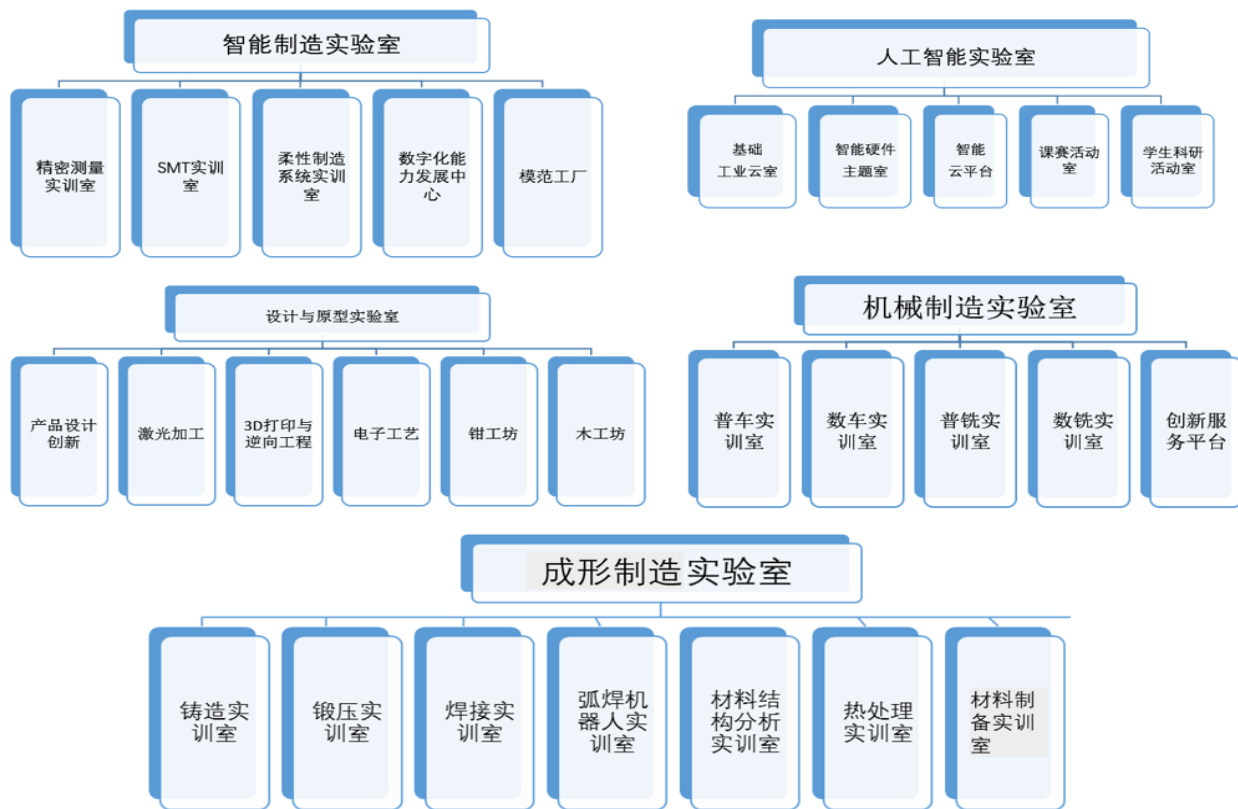 智能制造实验室
精密测量
实训室
SMT实训
室
柔性制造
系统实训
室
数字化能
力发展中
心
模范工厂
人工智能实验室
基础
工业云室
智能硬件
主题室
智能
云平台
课赛活动
室
学生科研
活动室
设计与原型实验室
产品设计
创新
激光加工
3D打印与
逆向工程
电子工艺
钳工坊
木工坊
机械制造实验室
普车实
训室
数车实
训室
普铣实
训室
数铣实
训室
创新服
务平台
成形制造实验室
铸造实
训室
锻压实
训室
焊接实
训室
弧焊机
器人实
训室
材料结
构分析
实训室
热处理
实训室
材料制
备实训
室